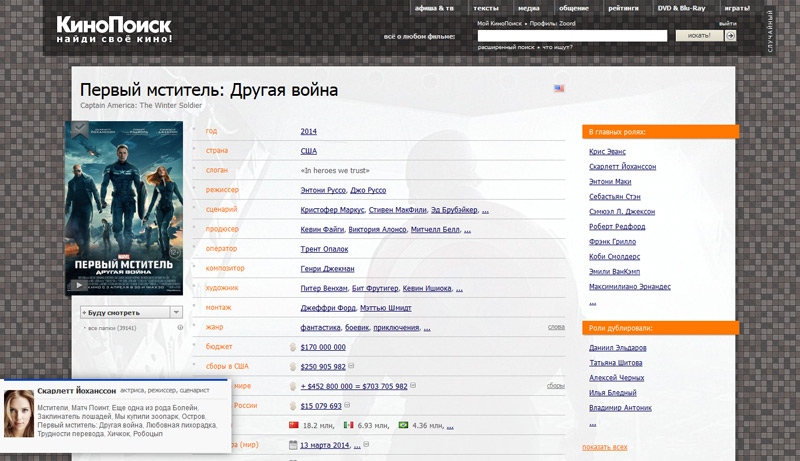 афиша & тв тексты медиа общение рейтинги DVD & Blu-Ray играть!
КиноПоиск
найди своё кино!
Мой КиноПоиск • Профиль: Zoord
выйти
всё о любом фильме:
искать!
расширенный поиск • что ищут?
СЛУЧАЙНЫЙ
Первый мститель: Другая война
Captain America: The Winter Soldier
MARVEL
ПЕРВЫЙ МСТИТЕЛЬ
ДРУГАЯ ВОЙНА
12+
+ Буду смотреть
все папки (39141)
год 2014
страна США
слоган «In heroes we trust»
режиссер Энтони Руссо, Джо Руссо
сценарий Кристофер Маркус, Стивен МакФили, Эд Брубэйкер, ...
продюсер Кевин Файги, Виктория Алонсо, Митчелл Белл, ...
оператор Трент Опалок
композитор Генри Джекман
художник Питер Венхам, Бит Фрутигер, Кевин Ишиока, ...
монтаж Джеффри Форд, Мэттью Шмидт
жанр фантастика, боевик, приключения, ... слова
бюджет $170 000 000
сборы в США $250 905 982
мире + $452 800 000 = $703 705 982 сборы
России $15 079 693
18.2 млн, 6.93 млн, 4.36 млн, ...
ра (мир) 13 марта 2014, ...
В главных ролях:
Крис Эванс
Скарлетт Йоханссон
Энтони Маки
Себастьян Стэн
Сэмюэл Л. Джексон
Роберт Редфорд
Фрэнк Грилло
Коби Смолдерс
Эмили ВанКэмп
Максимилиано Эрнандес
...
Роли дублировали:
Даниил Эльдаров
Татьяна Шитова
Алексей Черных
Илья Бледный
Владимир Антоник
...
показать всех
Скарлетт Йоханссон актриса, режиссер, сценарист
Мстители, Матч Поинт, Еще одна из рода Болейн,
Заклинатель лошадей, Мы купили зоопарк, Остров,
Первый мститель: Другая война, Любовная лихорадка,
Трудности перевода, Хичкок, Робоцып